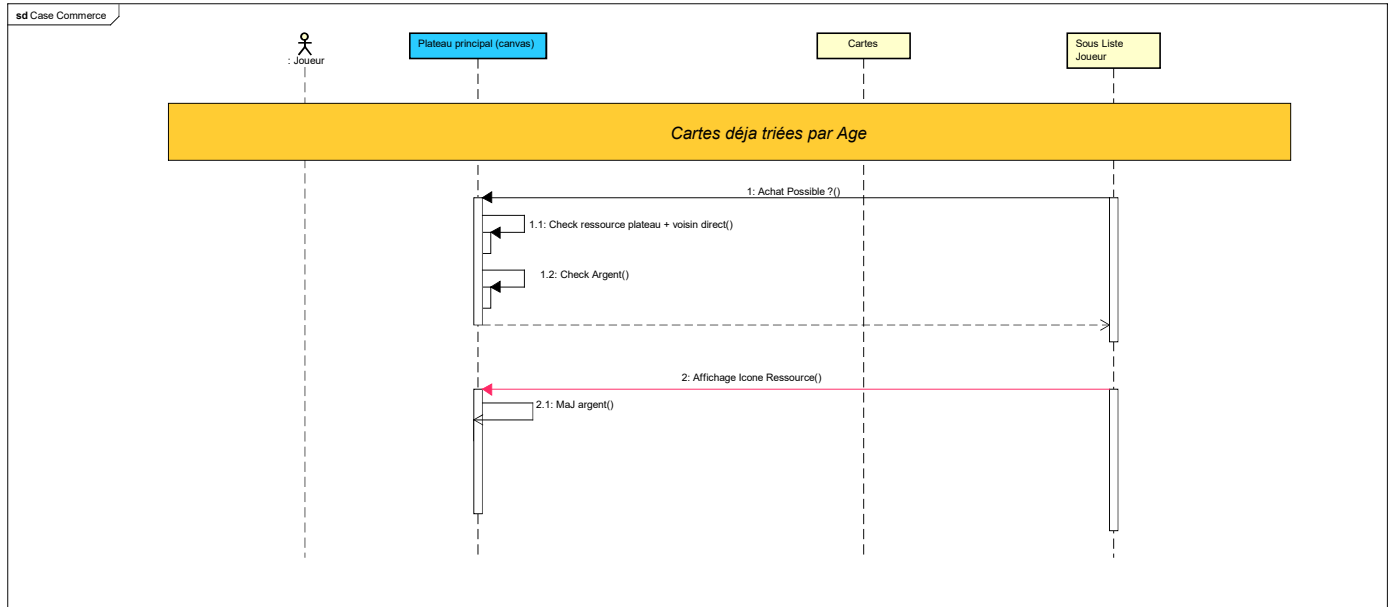 sd Case Commerce
: Joueur
Plateau principal (canvas)
Cartes
Sous Liste
Joueur
Cartes déja triées par Age
1: Achat Possible ?()
1.1: Check ressource plateau + voisin direct()
1.2: Check Argent()
2: Affichage Icone Ressource()
2.1: MaJ argent()